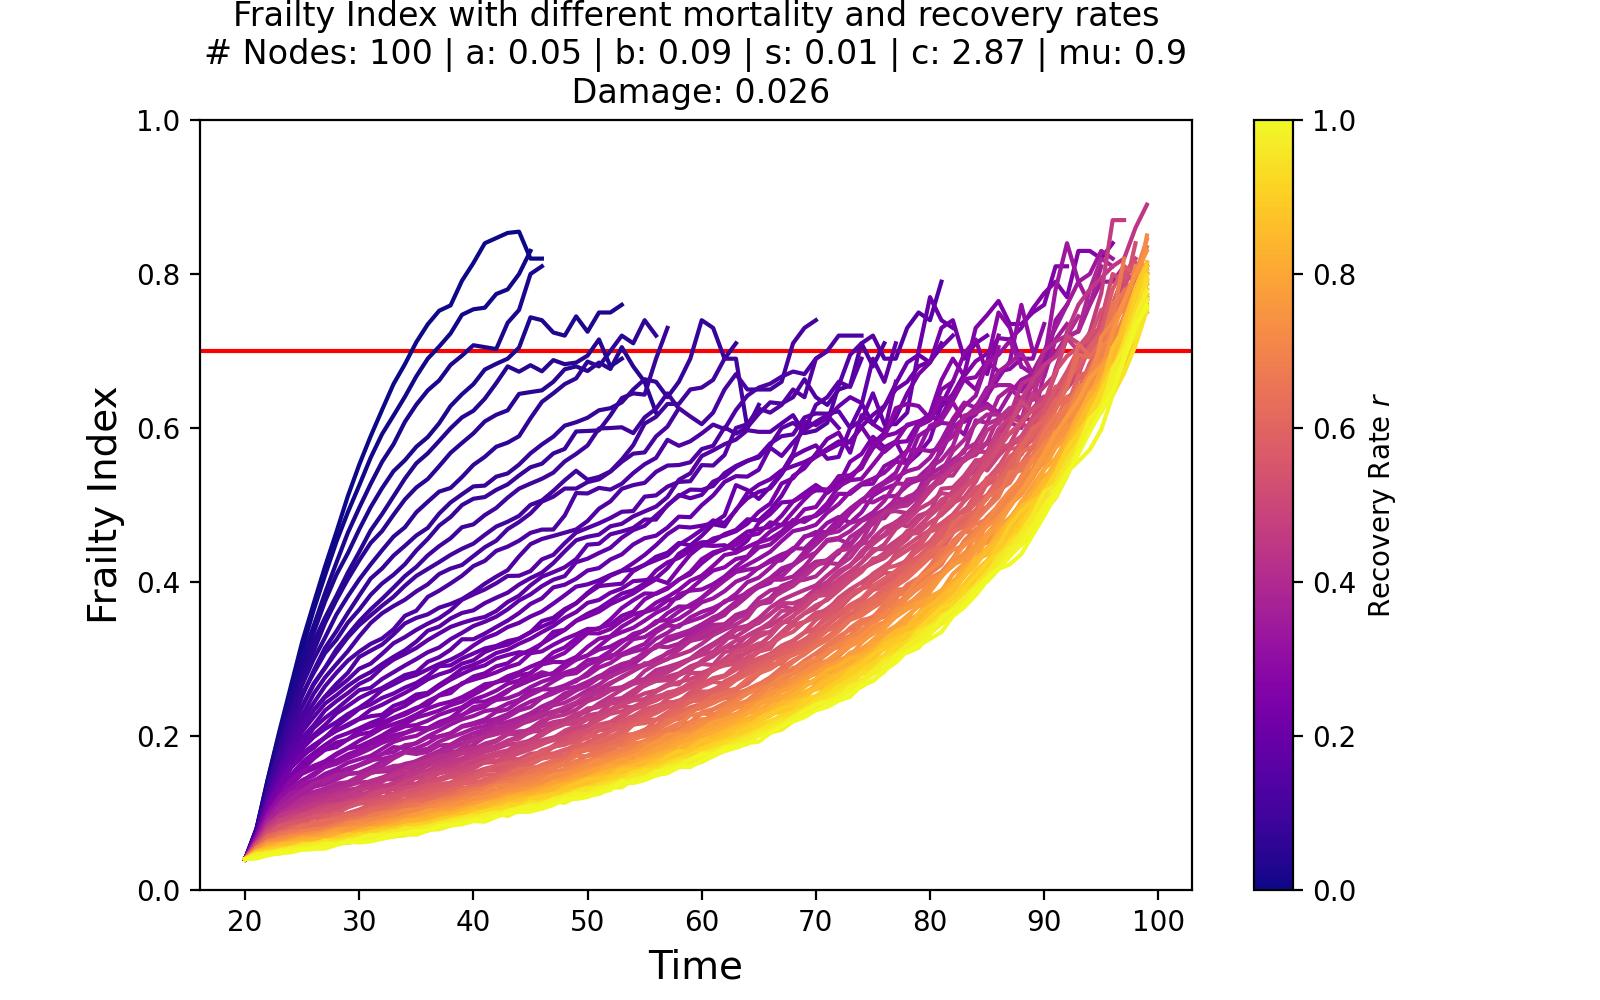 Frailty Index with different mortality and recovery rates
# Nodes: 100 | a: 0.05 | b: 0.09 | s: 0.01 | c: 2.87 | mu: 0.9
Damage: 0.026
1.0
0.8
0.6
0.4
0.2
0.0
Frailty Index
20 30 40 50 60 70 80 90 100
Time
1.0
0.8
0.6
0.4
0.2
0.0
Recovery Rate r